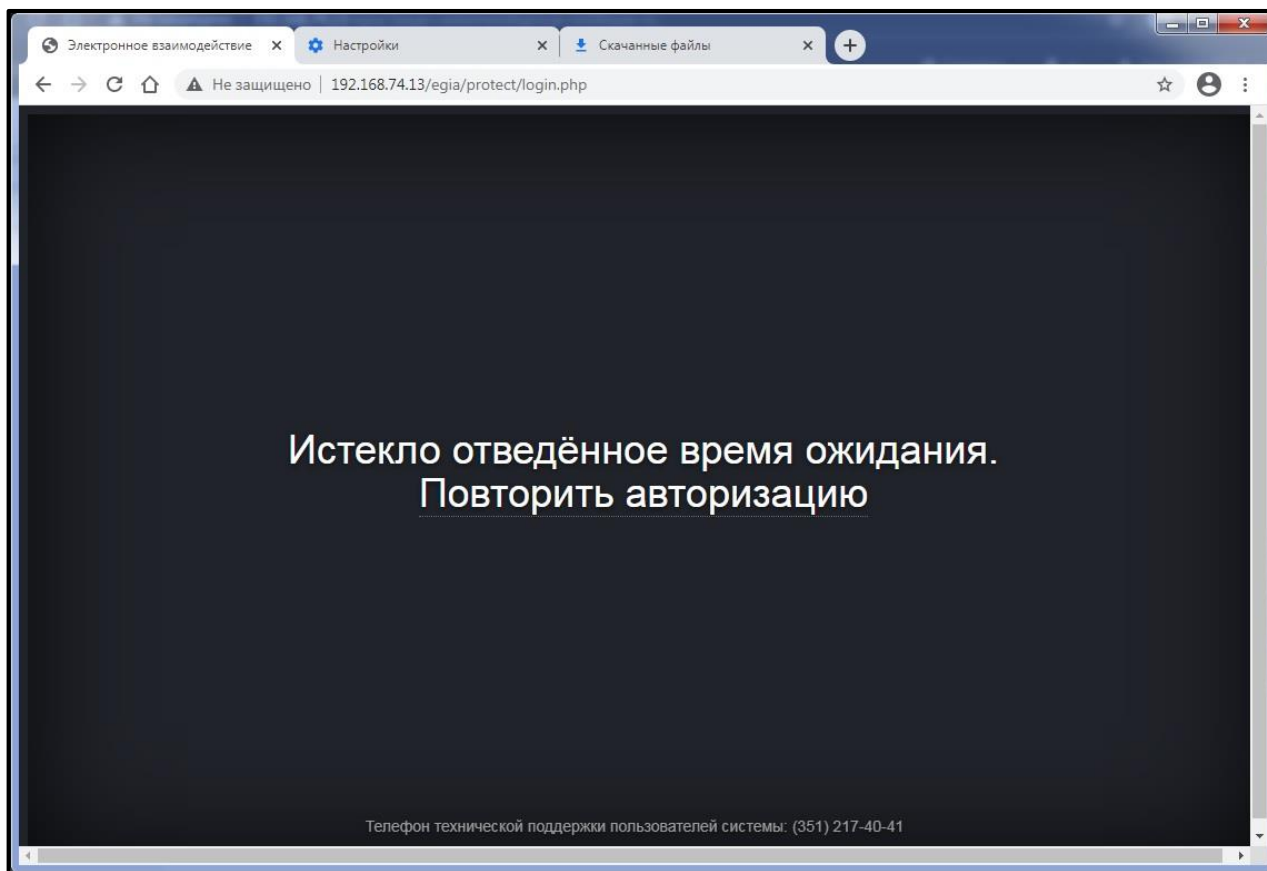 Электронное взаимодействие
Настройки
Скачанные файлы
Не защищено | 192.168.74.13/egia/protect/login.php
Истекло отведённое время ожидания.
Повторить авторизацию
Телефон технической поддержки пользователей системы: (351) 217-40-41